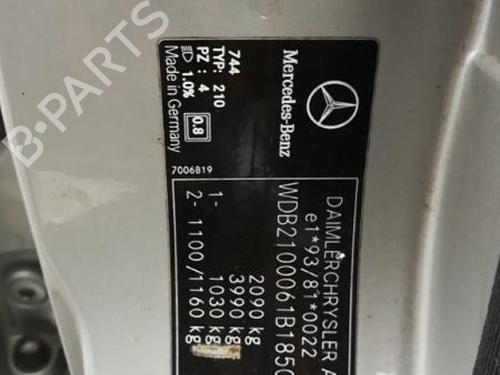 Mercedes-Benz
744
TYP: 210
PZ : 4
1.0%
Made in Germany
0.8
7006819
DAIMLERCHRYSLER A
e1*93/81*0022
WDB2100061B1850
2090 kg
3990 kg
1- 1030 kg
2- 1100/1160 kg
B-PARTS